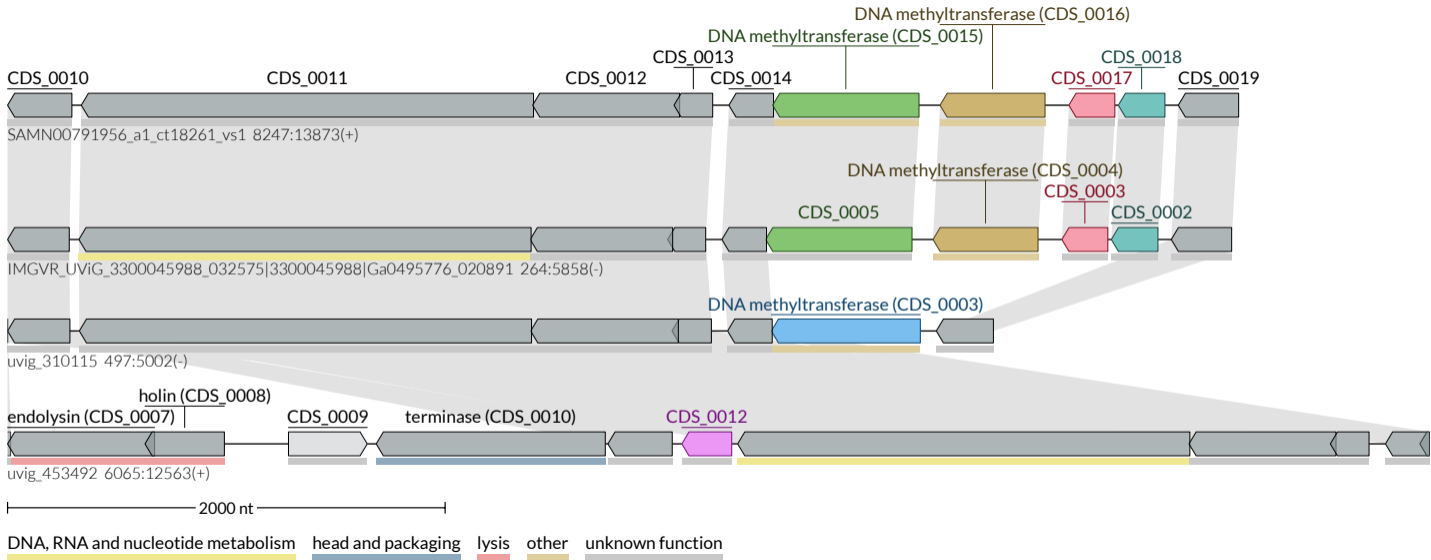 DNA methyltransferase (CDS_0016)
DNA methyltransferase (CDS_0015)
CDS_0013
CDS_0018
CDS_0010 CDS_0011 CDS_0012 CDS_0014 CDS_0017 CDS_0019
SAMN00791956_a1_ct18261_vs1 8247:13873(+)
DNA methyltransferase (CDS_0004)
CDS_0003
CDS_0005 CDS_0002
IMGVR_UViG_3300045988_032575|3300045988|Ga0495776_020891 264:5858(-)
DNA methyltransferase (CDS_0003)
uvig_310115 497:5002(-)
holin (CDS_0008)
endolysin (CDS_0007) CDS_0009 terminase (CDS_0010) CDS_0012
uvig_453492 6065:12563(+)
2000 nt
DNA, RNA and nucleotide metabolism head and packaging lysis other unknown function